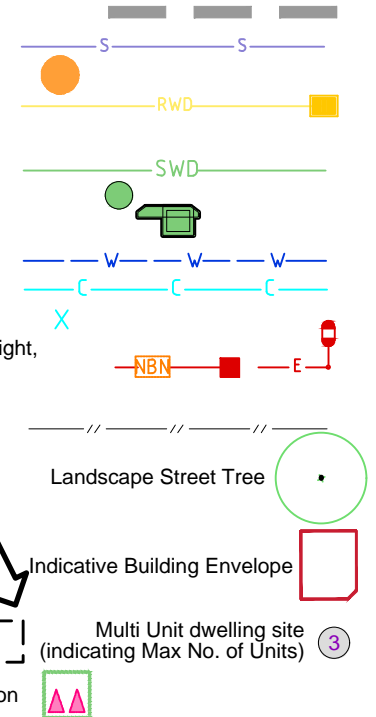 S S
RWD
SWD
W W W
C C C
X
ight,
NBN E
// // //
Landscape Street Tree
Indicative Building Envelope
Multi Unit dwelling site
(indicating Max No. of Units) 3
on